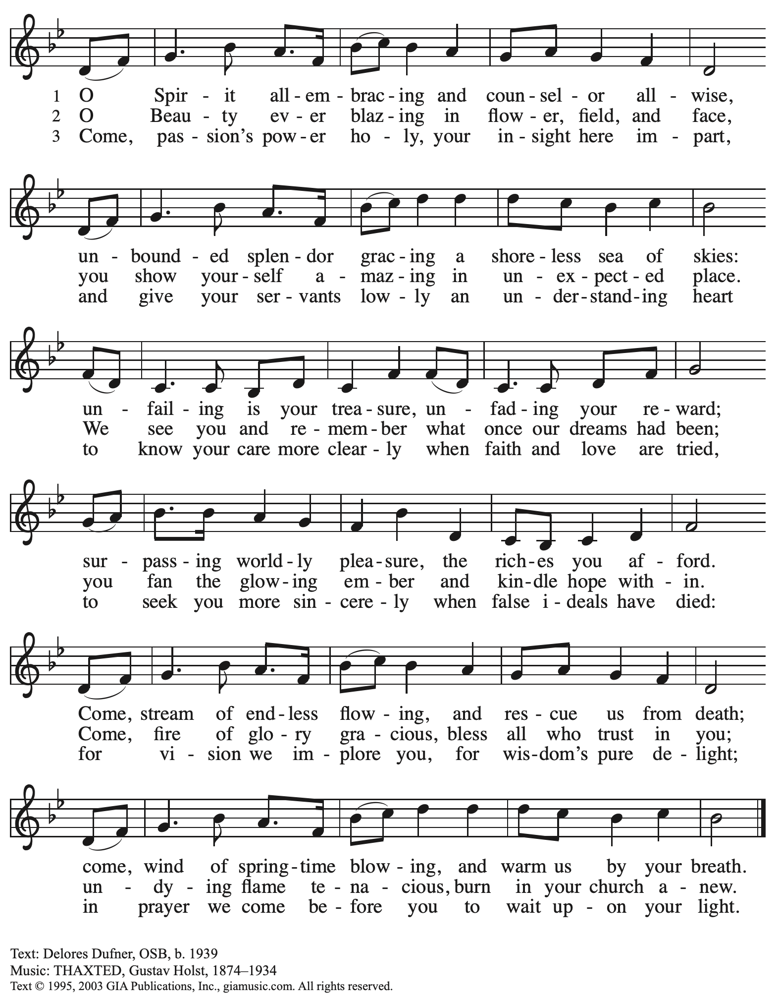 1 O Spir - it all - em - brac - ing and coun - sel - or all - wise,
2 O Beau - ty ev - er blaz - ing in flow - er, field, and face,
3 Come, pas - sion’s pow - er ho - ly, your in - sight here im - part,
un - bound - ed splen - dor grac - ing a shore - less sea of skies:
you show your - self a - maz - ing in un - ex - pect - ed place.
and give your ser - vants low - ly an un - der - stand - ing heart
un - fail - ing is your trea - sure, un - fad - ing your re - ward;
We see you and re - mem - ber what once our dreams had been;
to know your care more clear - ly when faith and love are tried,
sur - pass - ing world - ly plea - sure, the rich - es you af - ford.
you fan the glow - ing em - ber and kin - dle hope with - in.
to seek you more sin - cere - ly when false i - deals have died:
Come, stream of end - less flow - ing, and res - cue us from death;
Come, fire of glo - ry gra - cious, bless all who trust in you;
for vi - sion we im - plore you, for wis - dom’s pure de - light;
come, wind of spring - time blow - ing, and warm us by your breath.
un - dy - ing flame te - na - cious, burn in your church a - new.
in prayer we come be - fore you to wait up - on your light.
Text: Delores Dufner, OSB, b. 1939
Music: THAXTED, Gustav Holst, 1874–1934
Text © 1995, 2003 GIA Publications, Inc., giamusic.com. All rights reserved.